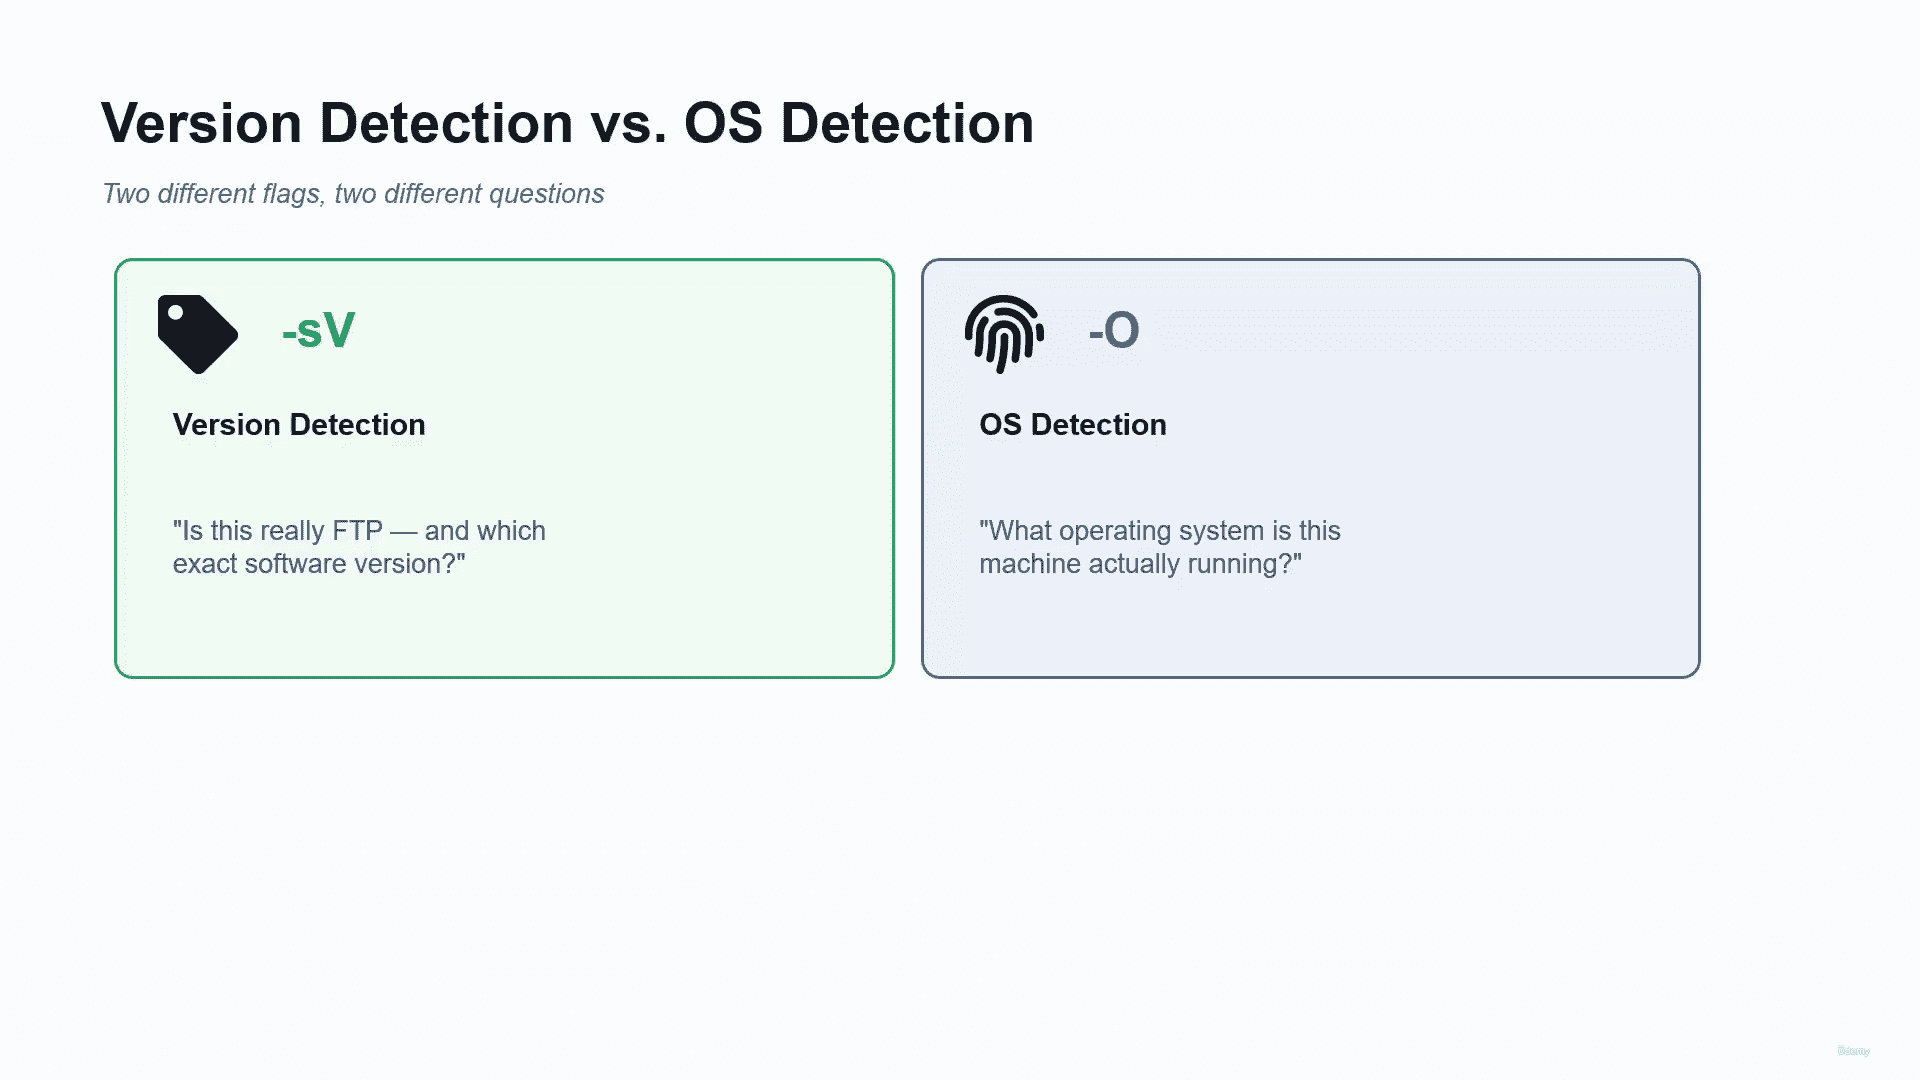 Version Detection vs. OS Detection
Two different flags, two different questions
-sV
Version Detection
"Is this really FTP — and which
exact software version?"
-O
OS Detection
"What operating system is this
machine actually running?"
Udemy